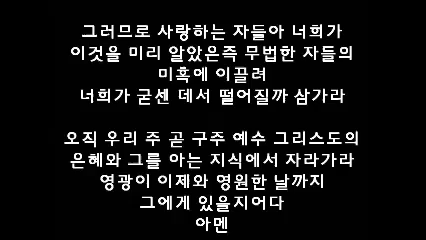 그러므로 사랑하는 자들아 너희가
이것을 미리 알았은즉 무법한 자들의
미혹에 이끌려
너희가 굳센 데서 떨어질까 삼가라
오직 우리 주 곧 구주 예수 그리스도의
은혜와 그를 아는 지식에서 자라가라
영광이 이제와 영원한 날까지
그에게 있을지어다
아멘